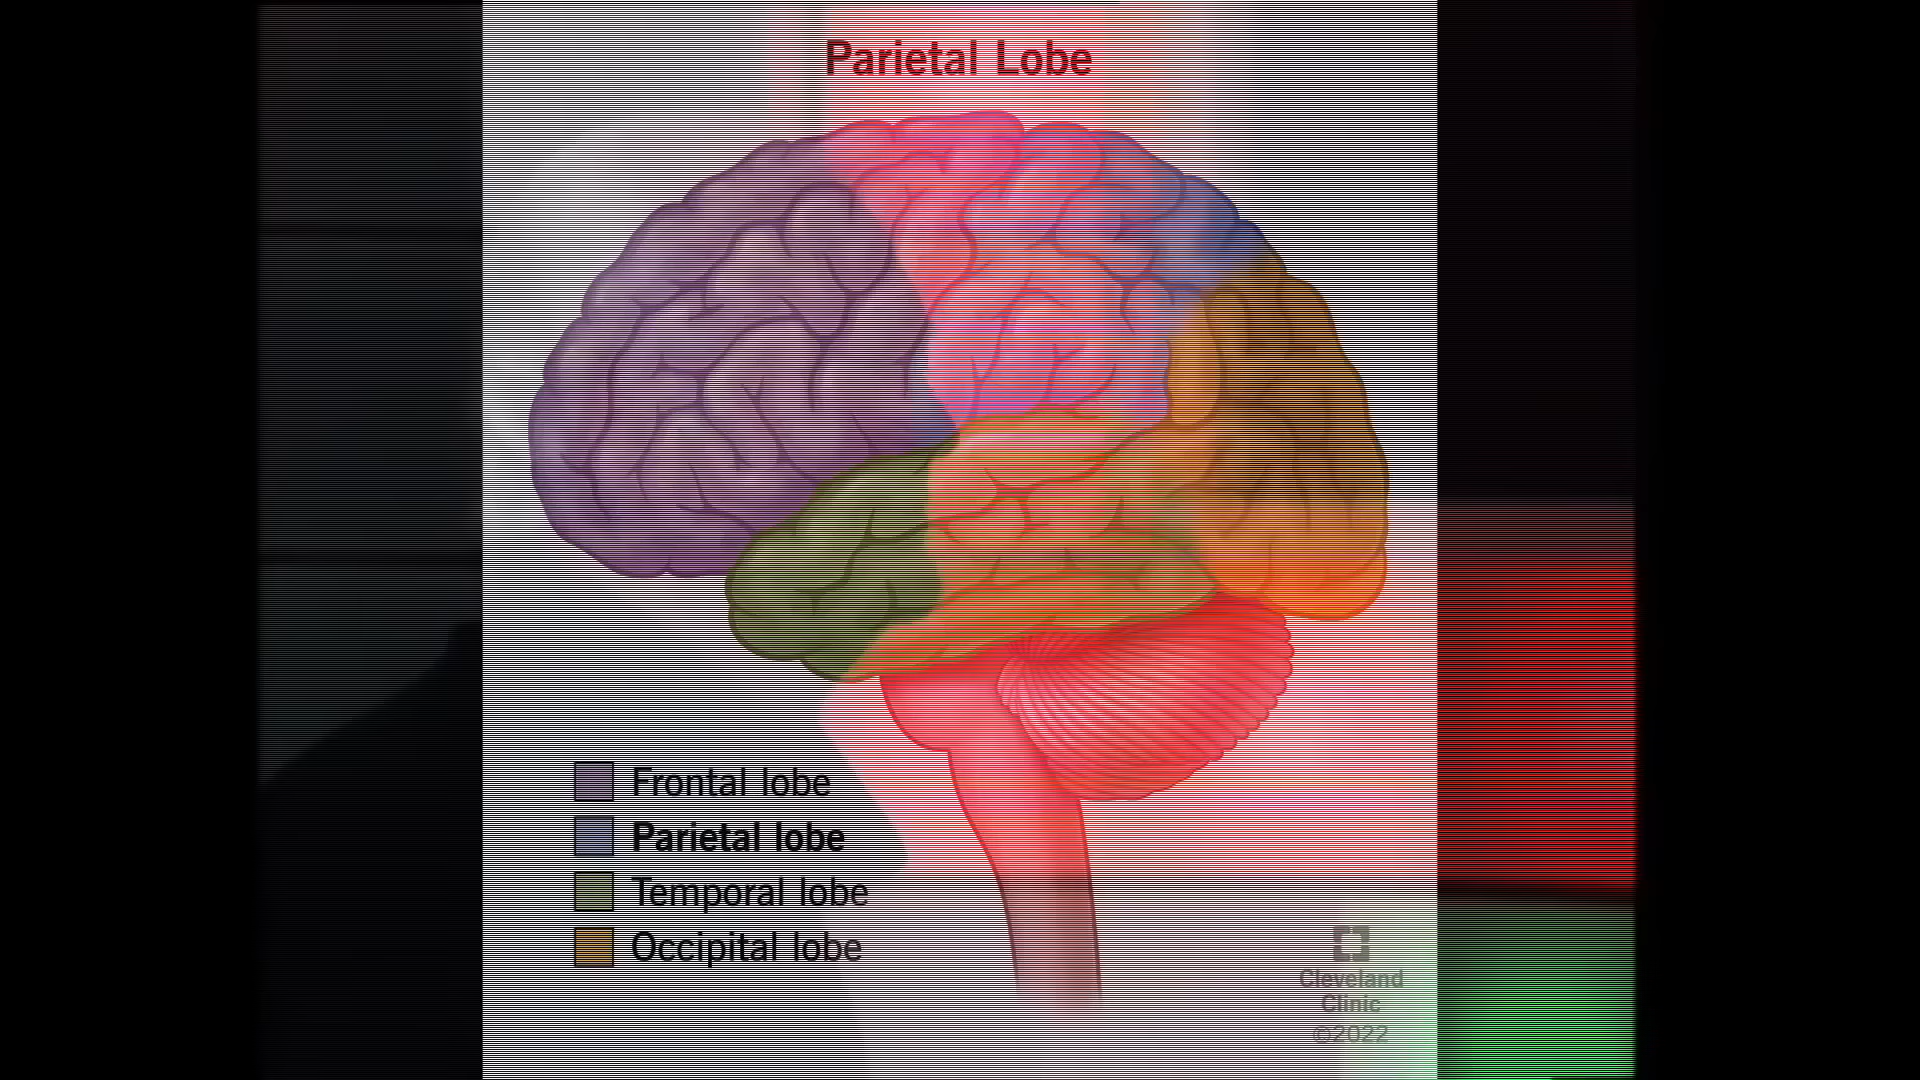 Parietal Lobe
Frontal lobe
Parietal lobe
Temporal lobe
Occipital lobe
Cleveland
Clinic
©2022